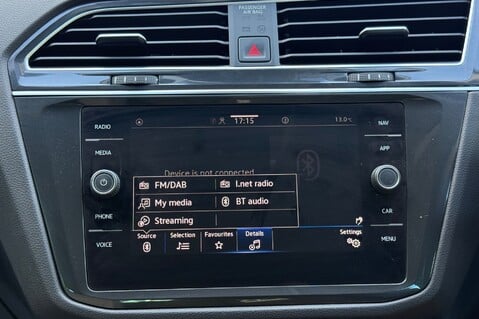 PASSENGER
AIR BAG
RADIO
17:15
13.0°C
NAV
MEDIA
APP
Device is not connected
FM/DAB
I.net radio
My media
BT audio
Streaming
PHONE
CAR
VOICE
Source
Selection
Favourites
Details
Settings
MENU